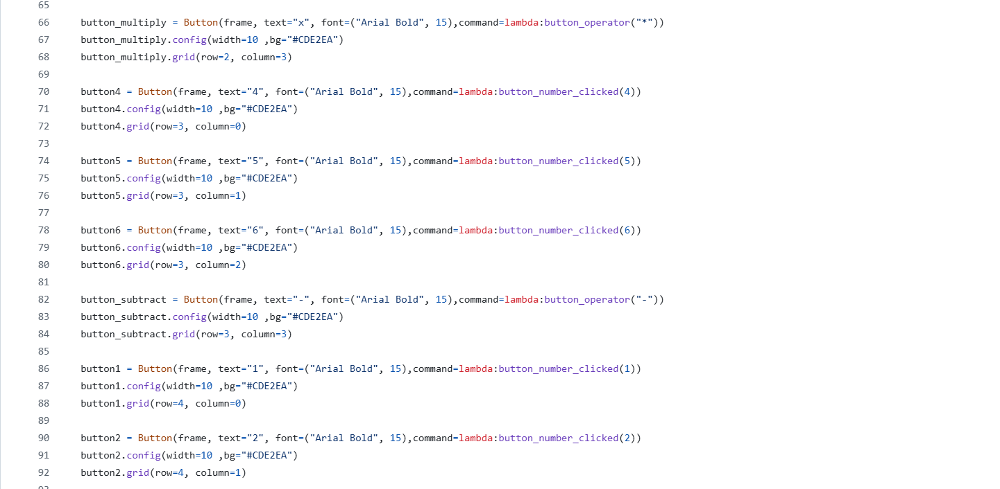 65
66 button_multiply = Button(frame, text="x", font=("Arial Bold", 15),command=lambda:button_operator("*"))
67 button_multiply.config(width=10 ,bg="#CDE2EA")
68 button_multiply.grid(row=2, column=3)
69
70 button4 = Button(frame, text="4", font=("Arial Bold", 15),command=lambda:button_number_clicked(4))
71 button4.config(width=10 ,bg="#CDE2EA")
72 button4.grid(row=3, column=0)
73
74 button5 = Button(frame, text="5", font=("Arial Bold", 15),command=lambda:button_number_clicked(5))
75 button5.config(width=10 ,bg="#CDE2EA")
76 button5.grid(row=3, column=1)
77
78 button6 = Button(frame, text="6", font=("Arial Bold", 15),command=lambda:button_number_clicked(6))
79 button6.config(width=10 ,bg="#CDE2EA")
80 button6.grid(row=3, column=2)
81
82 button_subtract = Button(frame, text="-", font=("Arial Bold", 15),command=lambda:button_operator("-"))
83 button_subtract.config(width=10 ,bg="#CDE2EA")
84 button_subtract.grid(row=3, column=3)
85
86 button1 = Button(frame, text="1", font=("Arial Bold", 15),command=lambda:button_number_clicked(1))
87 button1.config(width=10 ,bg="#CDE2EA")
88 button1.grid(row=4, column=0)
89
90 button2 = Button(frame, text="2", font=("Arial Bold", 15),command=lambda:button_number_clicked(2))
91 button2.config(width=10 ,bg="#CDE2EA")
92 button2.grid(row=4, column=1)